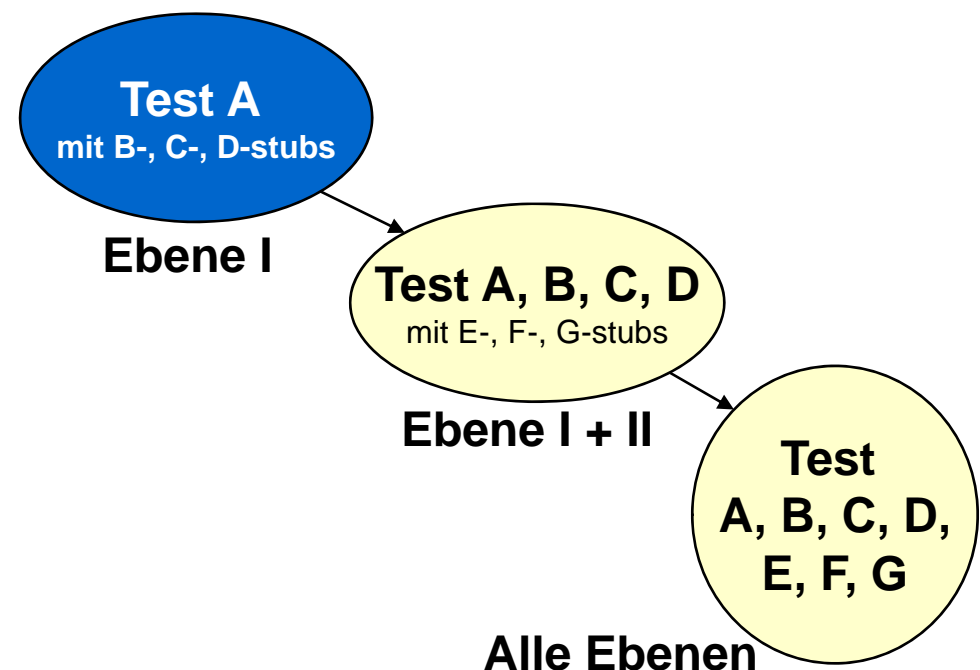 Test A
mit B-, C-, D-stubs
Ebene I
Test A, B, C, D
mit E-, F-, G-stubs
Ebene I + II
Test
A, B, C, D,
E, F, G
Alle Ebenen